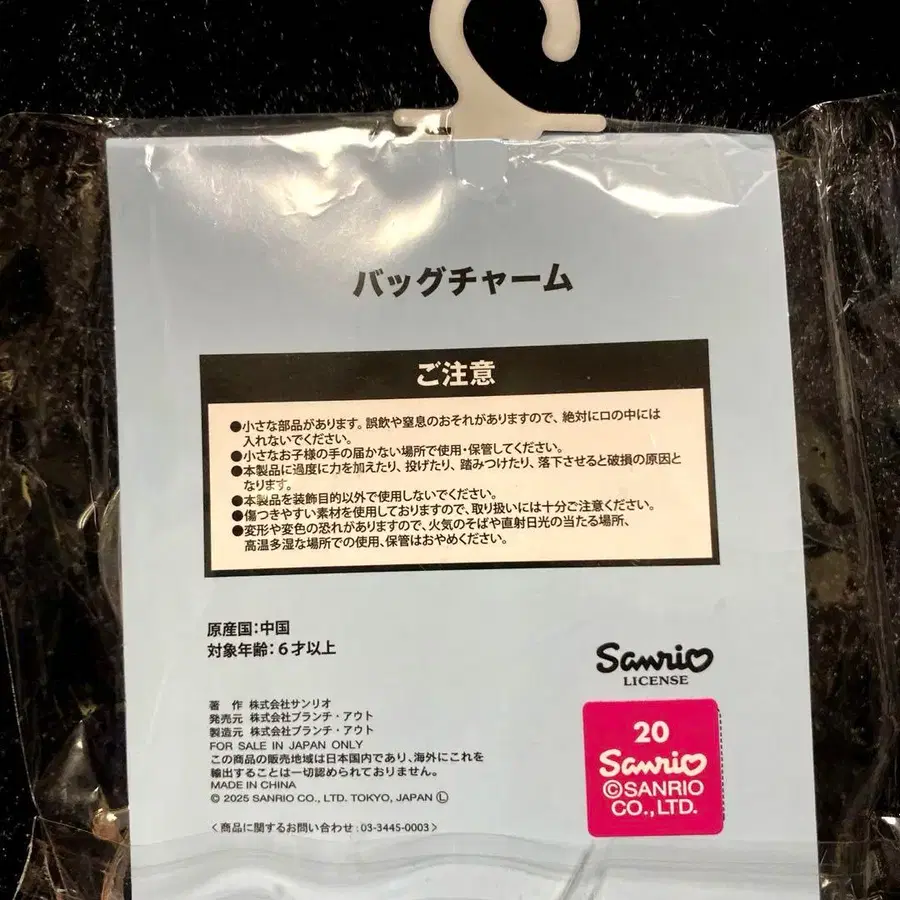 バッグチャーム
ご注意
●小さな部品があります。誤飲や窒息のおそれがありますので、絶対に口の中には
入れないでください。
●小さなお子様の手の届かない場所で使用・保管してください。
●本製品に過度に力を加えたり、投げたり、踏みつけたり、落下させると破損の原因と
なります。
●本製品を装飾目的以外で使用しないでください。
●傷つきやすい素材を使用しておりますので、取り扱いには十分ご注意ください。
●変形や変色の恐れがありますので、火気のそばや直射日光の当たる場所、
高温多湿な場所での使用、保管はおやめください。
原産国:中国
対象年齢:6才以上
著 作 株式会社サンリオ
発売元 株式会社ブランチ・アウト
製造元 株式会社ブランチ・アウト
FOR SALE IN JAPAN ONLY
この商品の販売地域は日本国内であり、海外にこれを
輸出することは一切認められておりません。
MADE IN CHINA
© 2025 SANRIO CO., LTD. TOKYO, JAPAN Ⓛ
<商品に関するお問い合わせ:03-3445-0003>
Sanrio
LICENSE
20
Sanrio
©SANRIO
CO.,LTD.